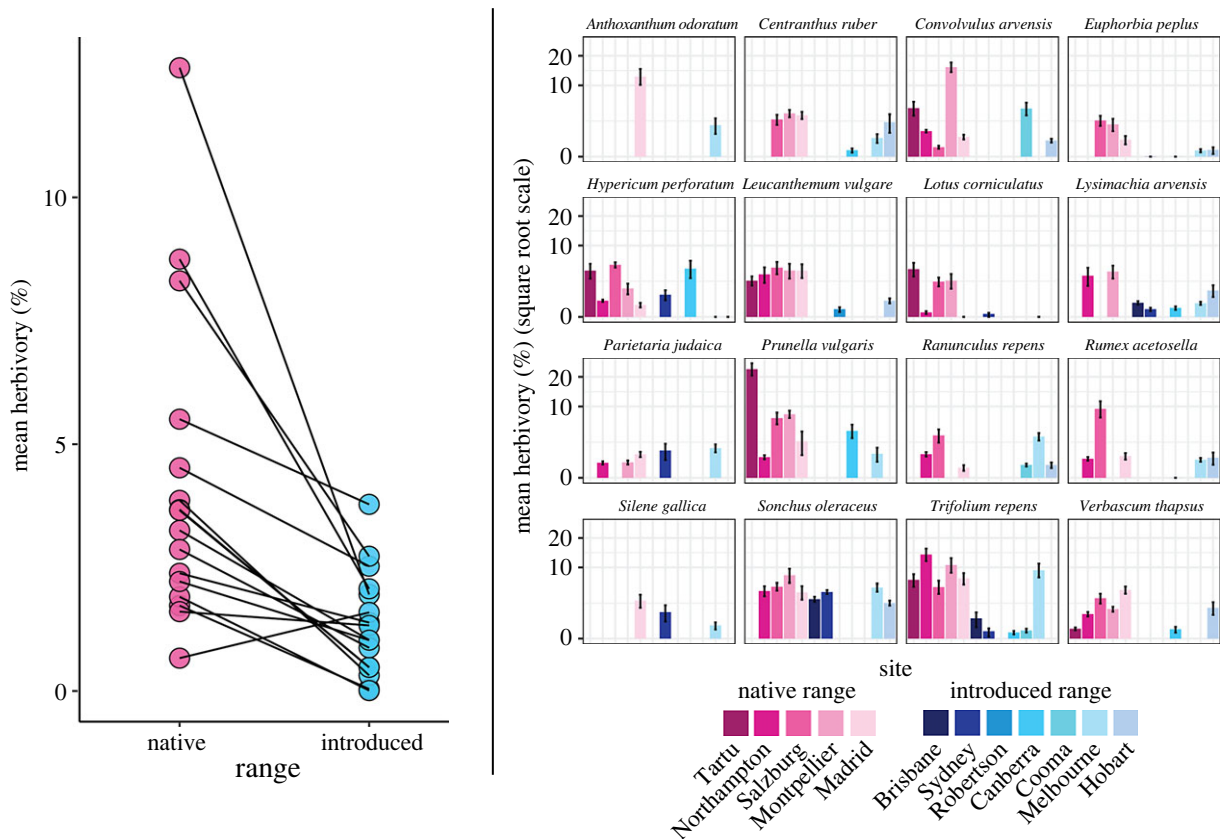 mean herbivory (%)
10
5
0
native
introduced
range
mean herbivory (%) (square root scale)
Anthoxanthum odoratum
Centranthus ruber
Convolvulus arvensis
Euphorbia peplus
20
10
0
Hypericum perforatum
Leucanthemum vulgare
Lotus corniculatus
Lysimachia arvensis
20
10
0
Parietaria judaica
Prunella vulgaris
Ranunculus repens
Rumex acetosella
20
10
0
Silene gallica
Sonchus oleraceus
Trifolium repens
Verbascum thapsus
20
10
0
site
native range
introduced range
Tartu
Northampton
Salzburg
Montpellier
Madrid
Brisbane
Sydney
Robertson
Canberra
Cooma
Melbourne
Hobart